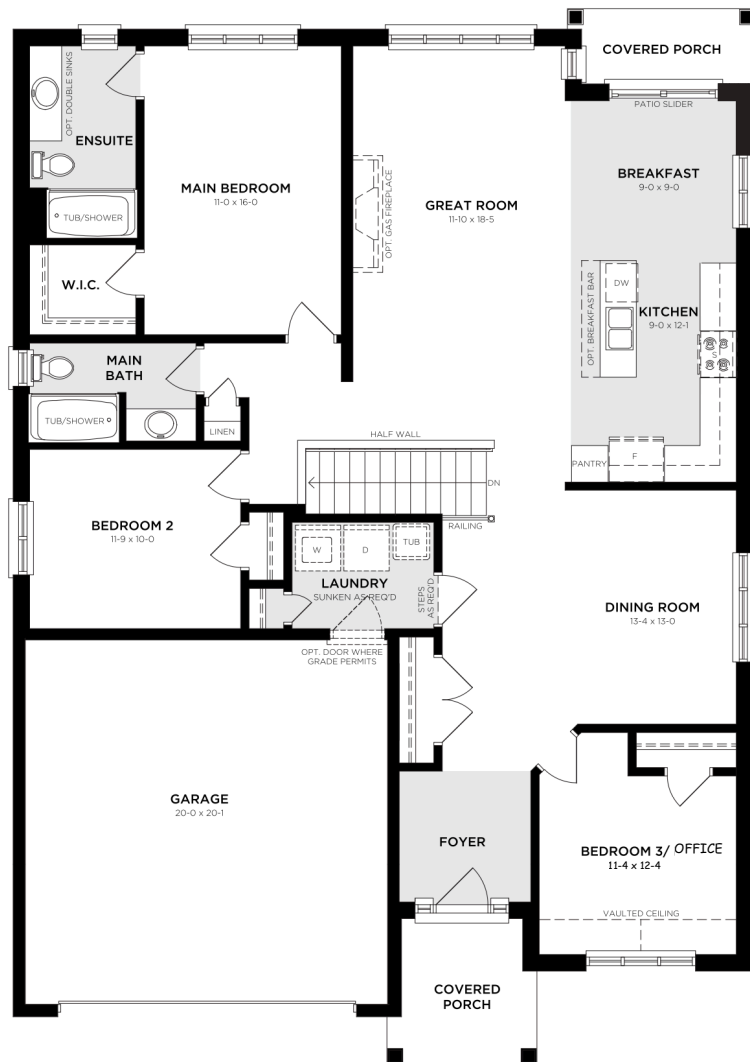 COVERED PORCH
PATIO SLIDER
OPT. DOUBLE SINKS
ENSUITE
TUB/SHOWER
MAIN BEDROOM
11-0 x 16-0
OPT. GAS FIREPLACE
GREAT ROOM
11-10 x 18-5
BREAKFAST
9-0 x 9-0
W.I.C.
OPT. BREAKFAST BAR
DW
KITCHEN
9-0 x 12-1
S
MAIN
BATH
TUB/SHOWER
LINEN
HALF WALL
DN
RAILING
PANTRY
F
BEDROOM 2
11-9 x 10-0
W
D
TUB
LAUNDRY
SUNKEN AS REQ'D
STEPS
AS REQ'D
OPT. DOOR WHERE
GRADE PERMITS
DINING ROOM
13-4 x 13-0
GARAGE
20-0 x 20-1
FOYER
BEDROOM 3/ OFFICE
11-4 x 12-4
VAULTED CEILING
COVERED
PORCH